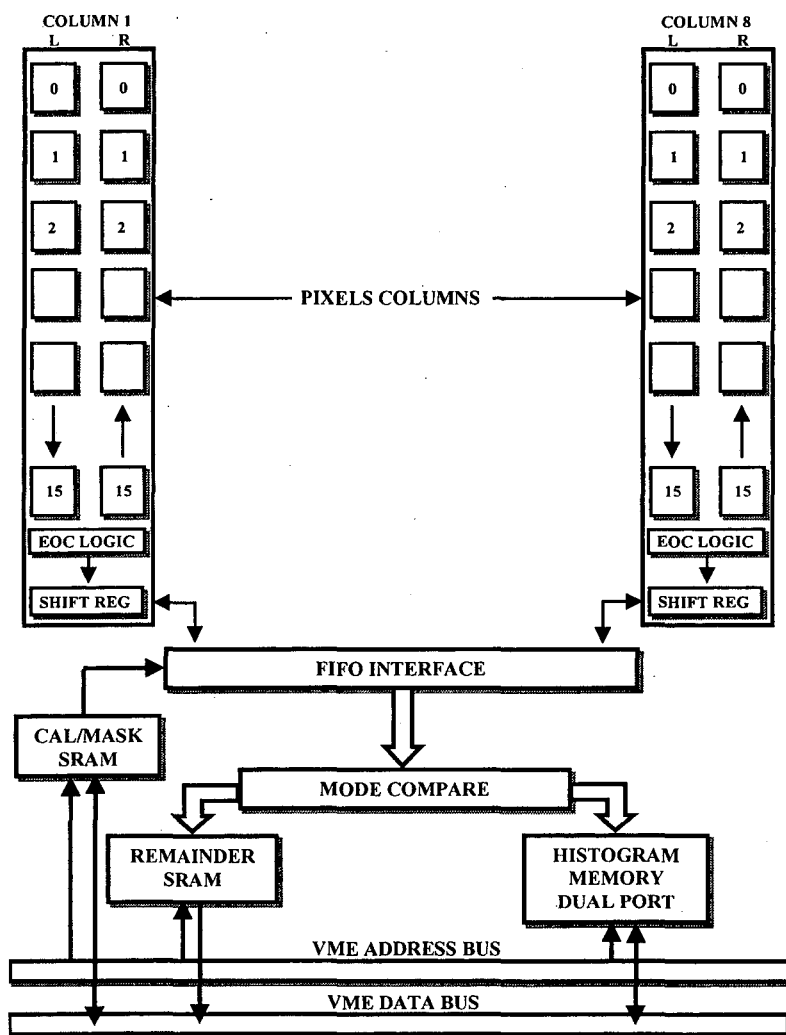 COLUMN 1
L R
0 0
1 1
2 2
15 15
EOC LOGIC
SHIFT REG
COLUMN 8
L R
0 0
1 1
2 2
15 15
EOC LOGIC
SHIFT REG
PIXELS COLUMNS
FIFO INTERFACE
CAL/MASK
SRAM
MODE COMPARE
REMAINDER
SRAM
HISTOGRAM
MEMORY
DUAL PORT
VME ADDRESS BUS
VME DATA BUS